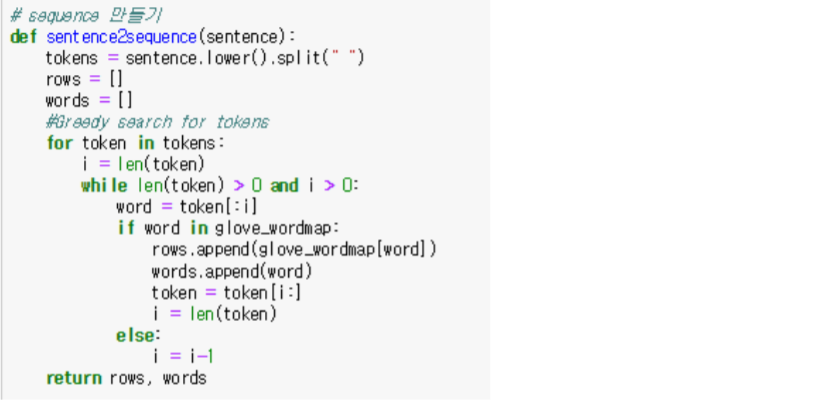 # sequence 만들기
def sentence2sequence(sentence):
    tokens = sentence.lower().split(" ")
    rows = []
    words = []
    #Greedy search for tokens
    for token in tokens:
        i = len(token)
        while len(token) > 0 and i > 0:
            word = token[:i]
            if word in glove_wordmap:
                rows.append(glove_wordmap[word])
                words.append(word)
                token = token[i:]
                i = len(token)
            else:
                i = i-1
    return rows, words